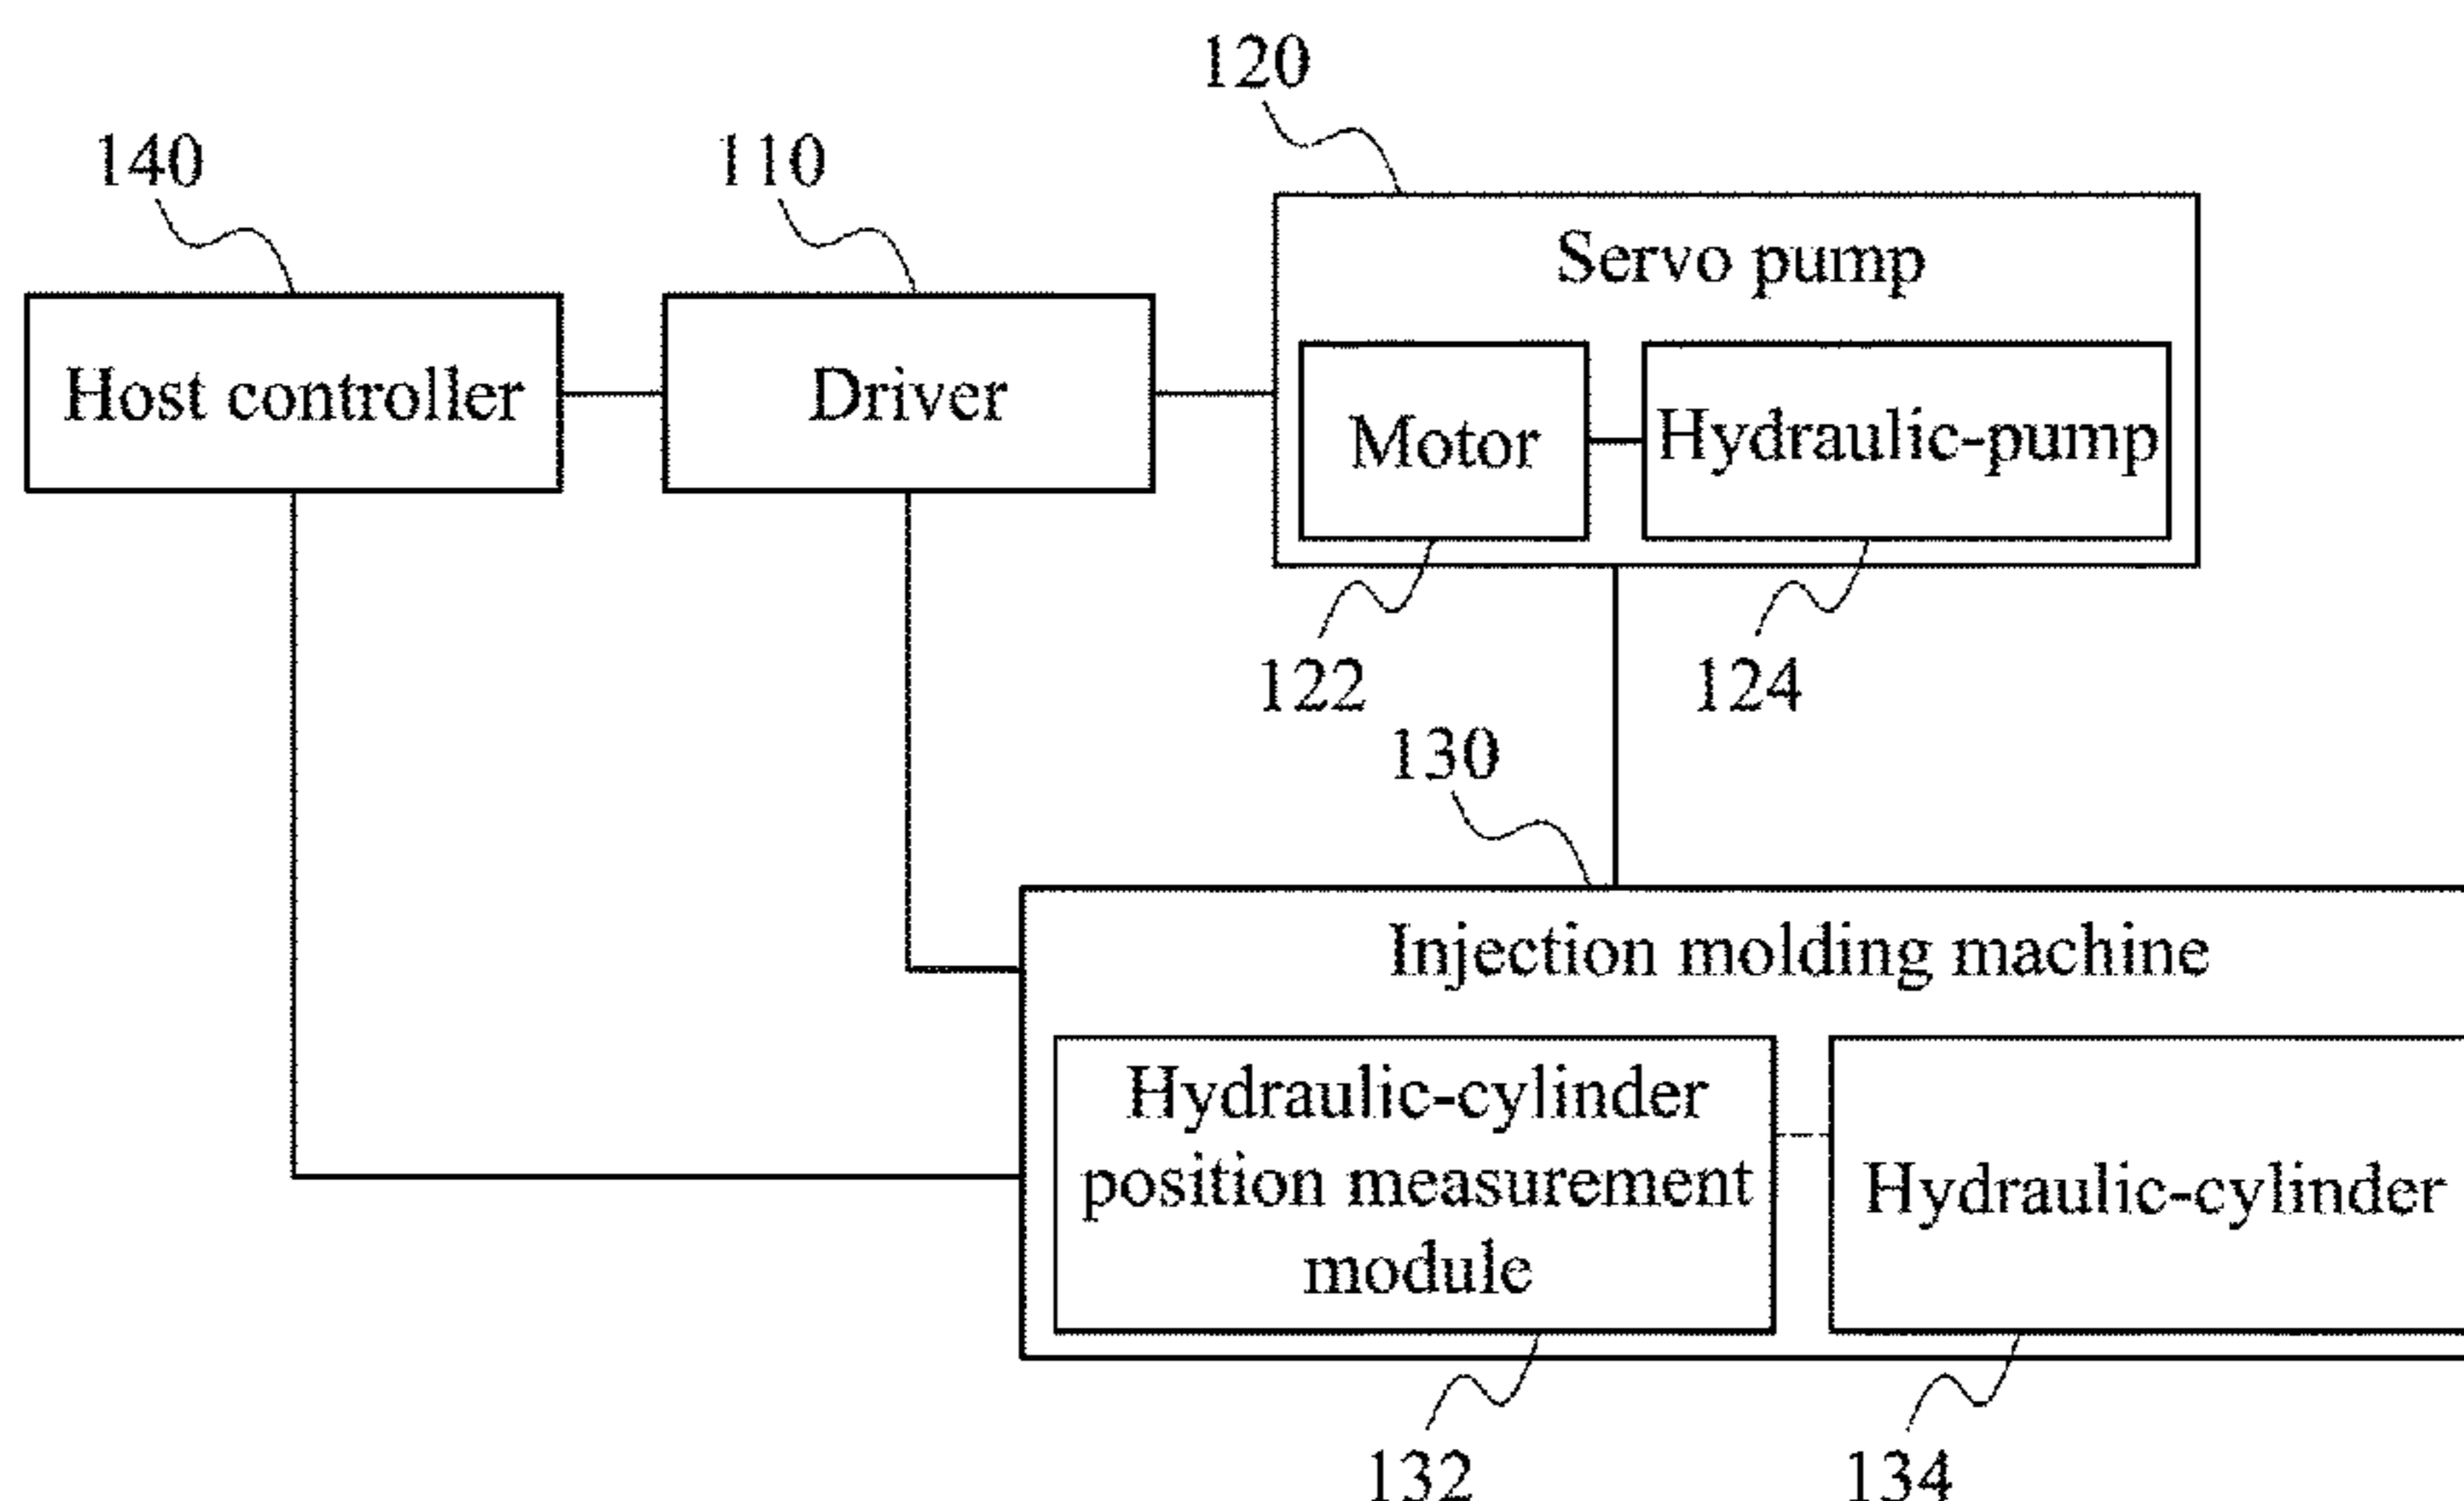 120
140
110
Servo pump
Host controller
Driver
Motor
Hydraulic-pump
122
124
130
Injection molding machine
Hydraulic-cylinder
position measurement
module
Hydraulic-cylinder
132
134